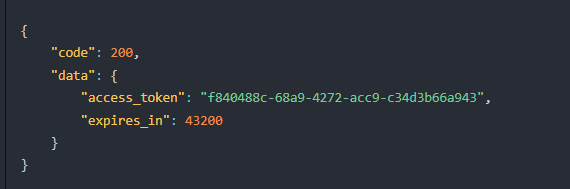 {
"code": 200,
"data": {
"access_token": "f840488c-68a9-4272-acc9-c34d3b66a943",
"expires_in": 43200
}
}